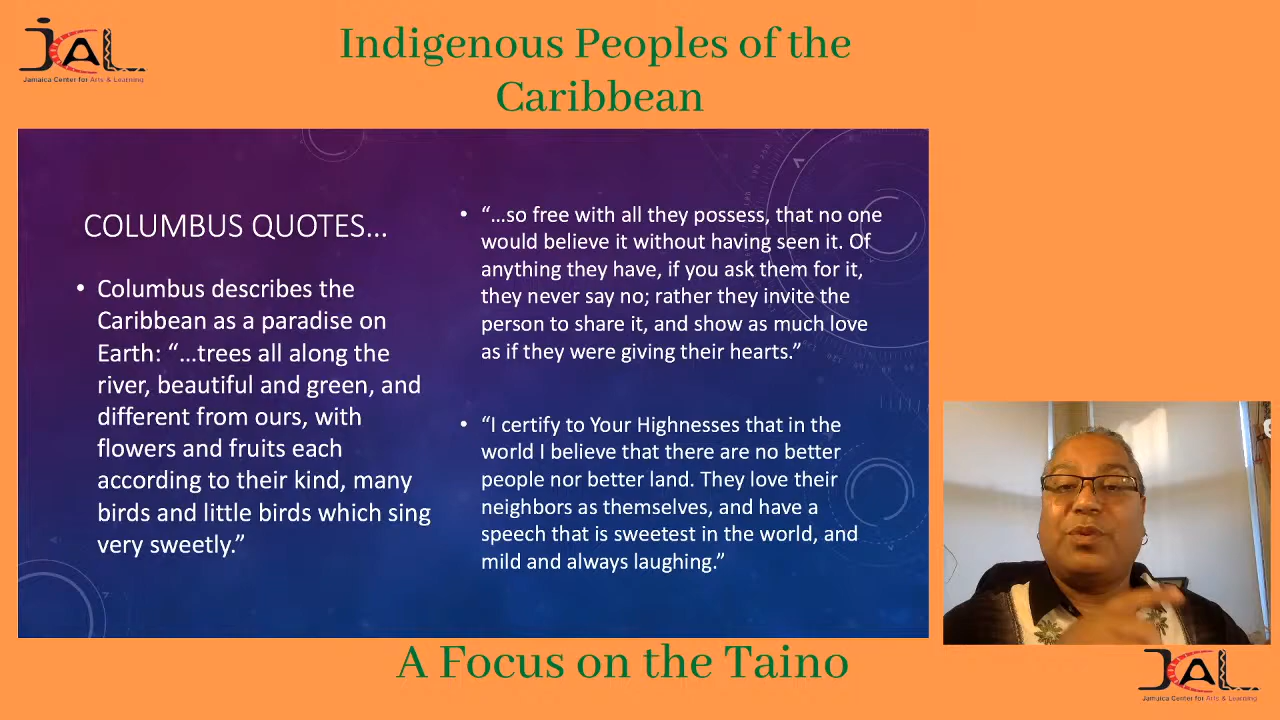 JCAL
Jamaica Center for Arts & Learning
Indigenous Peoples of the
Caribbean
COLUMBUS QUOTES…
• Columbus describes the
Caribbean as a paradise on
Earth: “…trees all along the
river, beautiful and green, and
different from ours, with
flowers and fruits each
according to their kind, many
birds and little birds which sing
very sweetly.”
• “…so free with all they possess, that no one
would believe it without having seen it. Of
anything they have, if you ask them for it,
they never say no; rather they invite the
person to share it, and show as much love
as if they were giving their hearts.”
• “I certify to Your Highnesses that in the
world I believe that there are no better
people nor better land. They love their
neighbors as themselves, and have a
speech that is sweetest in the world, and
mild and always laughing.”
A Focus on the Taino
JCAL
Jamaica Center for Arts & Learning